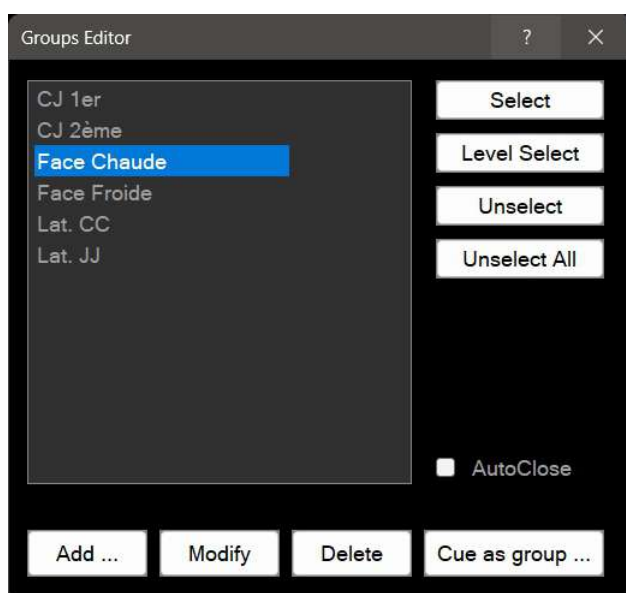 Groups Editor ? ×
CJ 1er
CJ 2ème
Face Chaude
Face Froide
Lat. CC
Lat. JJ
Select
Level Select
Unselect
Unselect All
AutoClose
Add ...
Modify
Delete
Cue as group ...